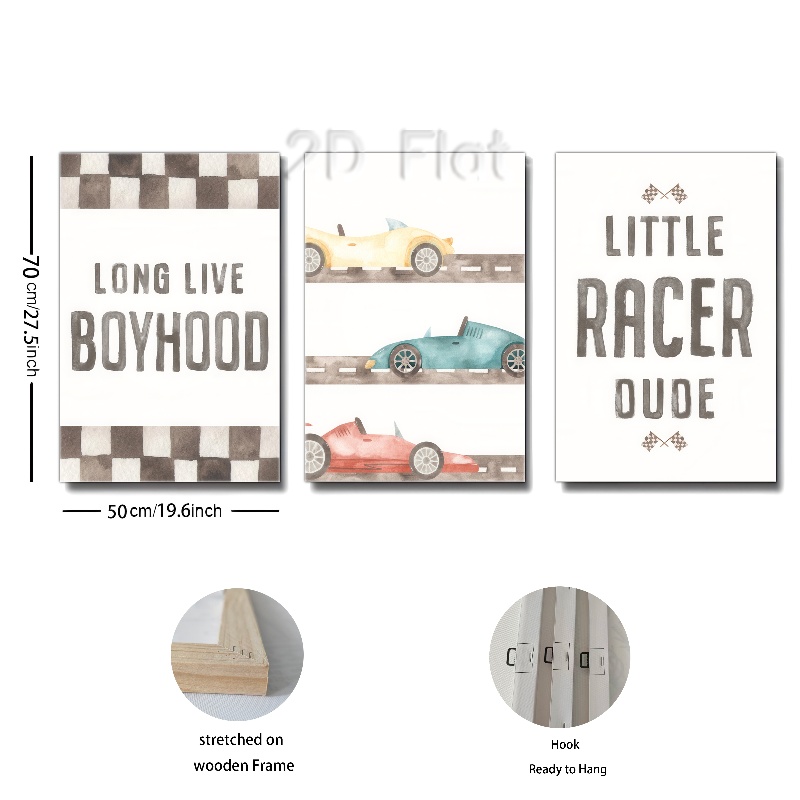 2D Flat
LONG LIVE
BOYHOOD
LITTLE
RACER
DUDE
70 cm/27.5inch
50cm/19.6inch
stretched on
wooden Frame
Hook
Ready to Hang